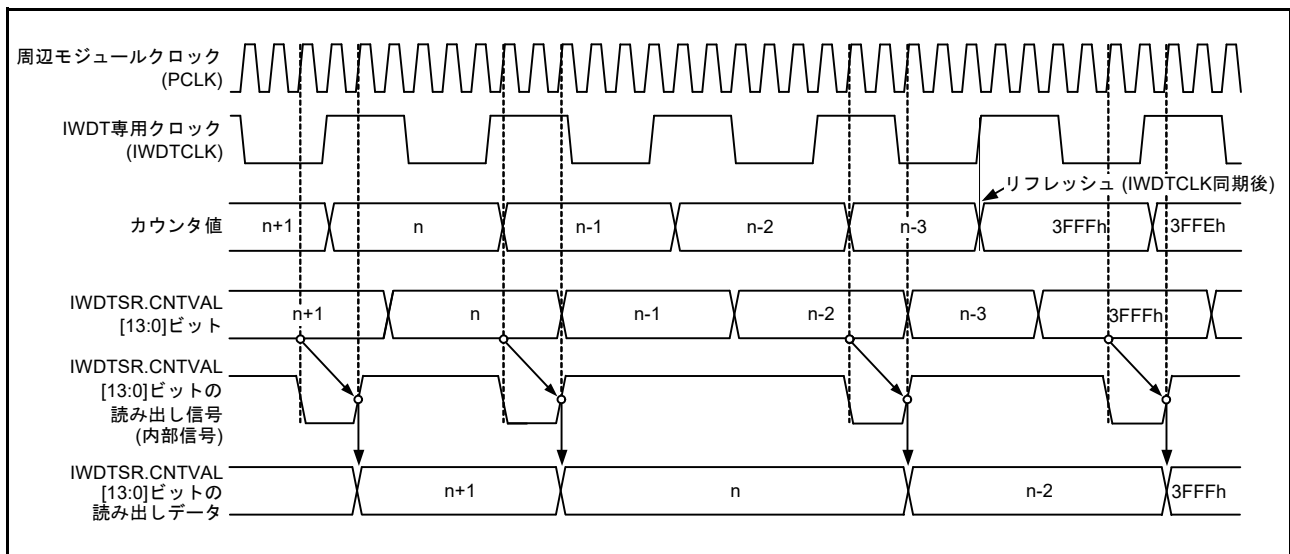 周辺モジュールクロック
(PCLK)
IWDT専用クロック
(IWDTCLK)
リフレッシュ (IWDTCLK同期後)
カウンタ値
n+1
n
n-1
n-2
n-3
3FFFh
3FFEh
IWDTSR.CNTVAL
[13:0]ビット
n+1
n
n-1
n-2
n-3
3FFFh
IWDTSR.CNTVAL
[13:0]ビットの
読み出し信号
(内部信号)
IWDTSR.CNTVAL
[13:0]ビットの
読み出しデータ
n+1
n
n-2
3FFFh